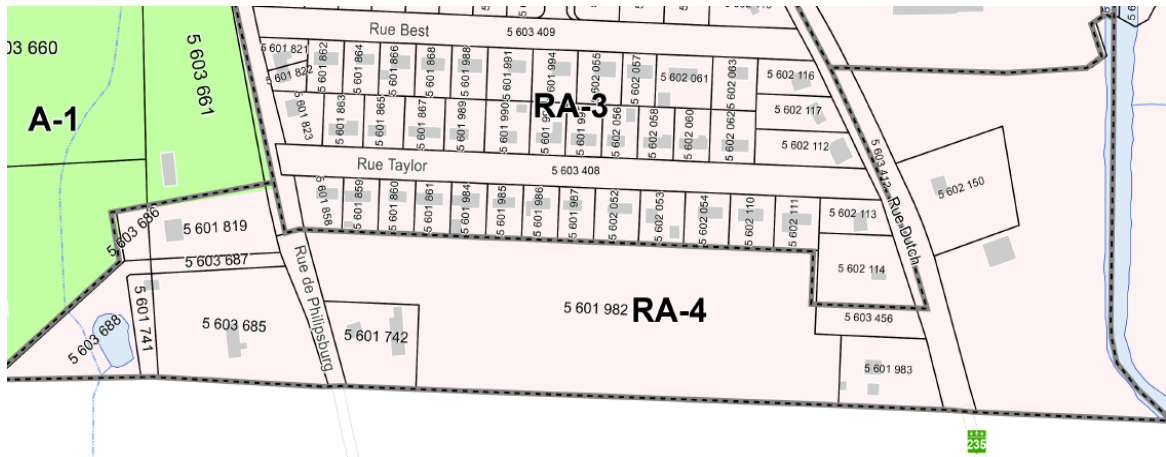 Rue Best
5 603 409
03 660
5 603 661
A-1
5 601 821
5 601 822
5 601 862
5 601 864
5 601 866
5 601 868
5 601 988
5 601 991
5 601 994
5 602 055
5 602 057
5 602 061
5 602 063
5 602 116
5 602 117
5 602 112
RA-3
5 601 823
5 601 863
5 601 865
5 601 867
5 601 989
5 601 990
5 602 056
5 602 058
5 602 060
5 602 062
Rue Taylor
5 603 408
5 603 412
Rue Dutch
5 602 150
5 601 858
5 601 859
5 601 860
5 601 861
5 601 984
5 601 985
5 601 986
5 601 987
5 602 052
5 602 053
5 602 054
5 602 110
5 602 111
5 602 113
5 602 114
5 603 686
5 601 819
5 603 687
Rue de Philipsburg
5 601 741
5 603 688
5 603 685
5 601 742
5 601 982
RA-4
5 603 456
5 601 983
235